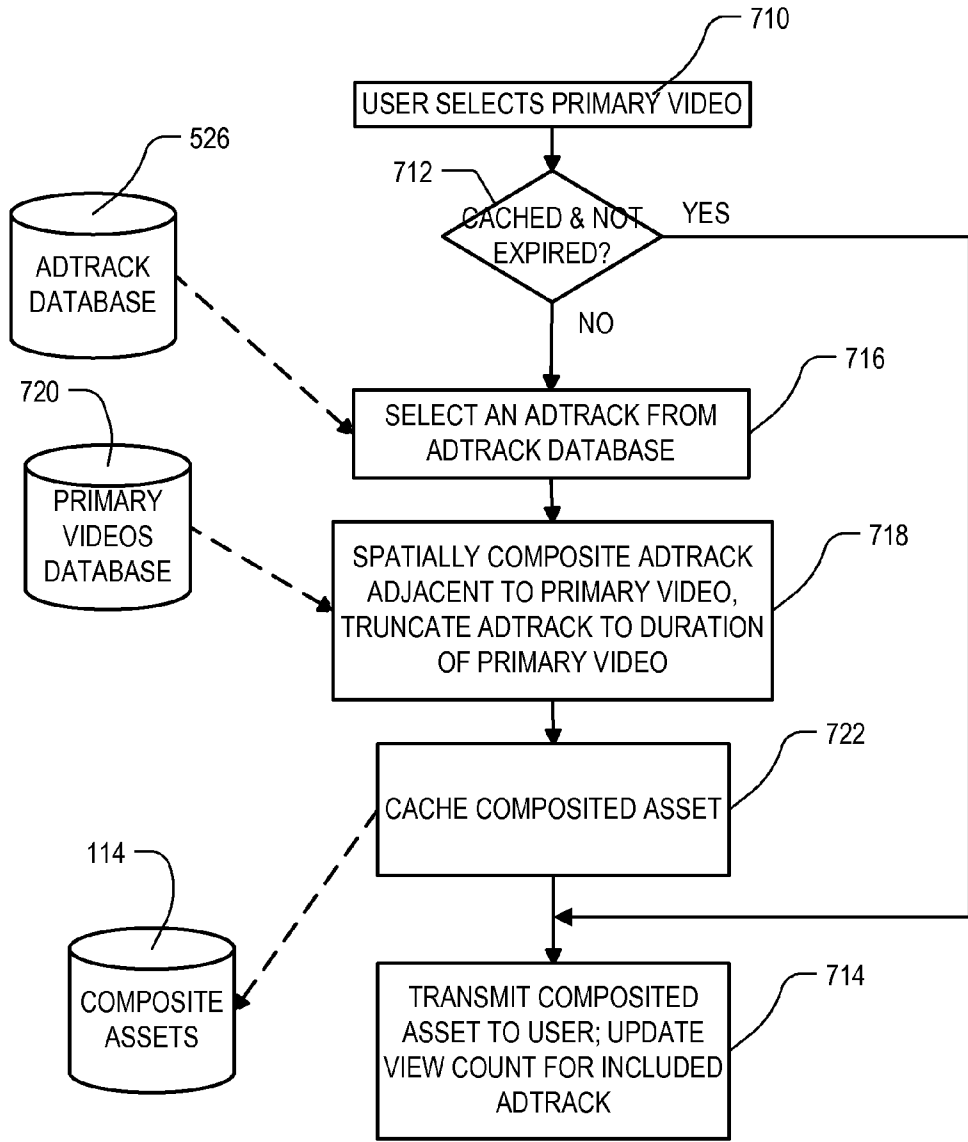 710
USER SELECTS PRIMARY VIDEO
526
712
CACHED & NOT
EXPIRED?
YES
ADTRACK
DATABASE
NO
716
720
SELECT AN ADTRACK FROM
ADTRACK DATABASE
PRIMARY
VIDEOS
DATABASE
718
SPATIALLY COMPOSITE ADTRACK
ADJACENT TO PRIMARY VIDEO,
TRUNCATE ADTRACK TO DURATION
OF PRIMARY VIDEO
722
CACHE COMPOSITED ASSET
114
COMPOSITE
ASSETS
714
TRANSMIT COMPOSITED
ASSET TO USER; UPDATE
VIEW COUNT FOR INCLUDED
ADTRACK